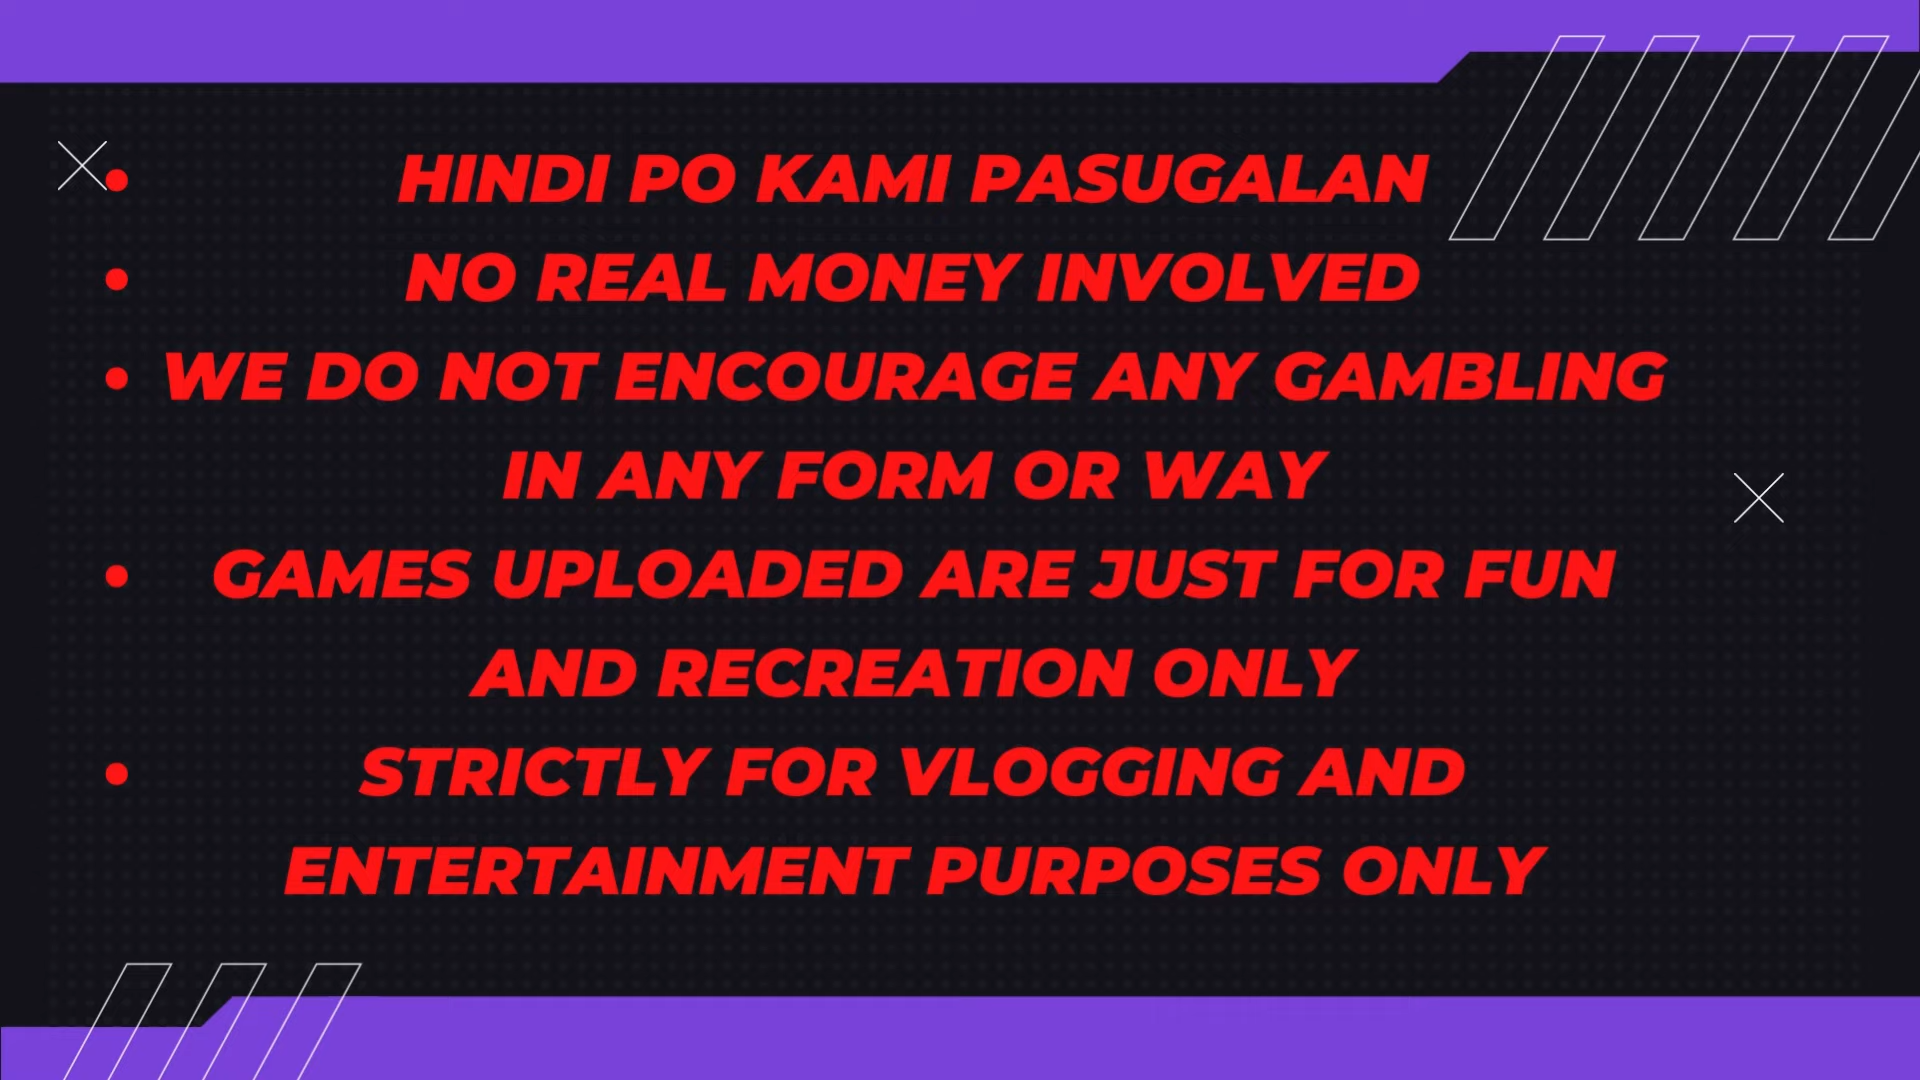 • HINDI PO KAMI PASUGALAN
• NO REAL MONEY INVOLVED
• WE DO NOT ENCOURAGE ANY GAMBLING
IN ANY FORM OR WAY
• GAMES UPLOADED ARE JUST FOR FUN
AND RECREATION ONLY
• STRICTLY FOR VLOGGING AND
ENTERTAINMENT PURPOSES ONLY